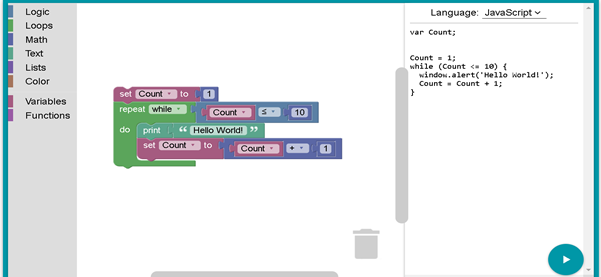 Logic
Loops
Math
Text
Lists
Color
Variables
Functions
set Count to 1
repeat while Count ≤ 10
do print “ Hello World! ”
set Count to Count + 1
Language: JavaScript
var Count;
Count = 1;
while (Count <= 10) {
window.alert('Hello World!');
Count = Count + 1;
}